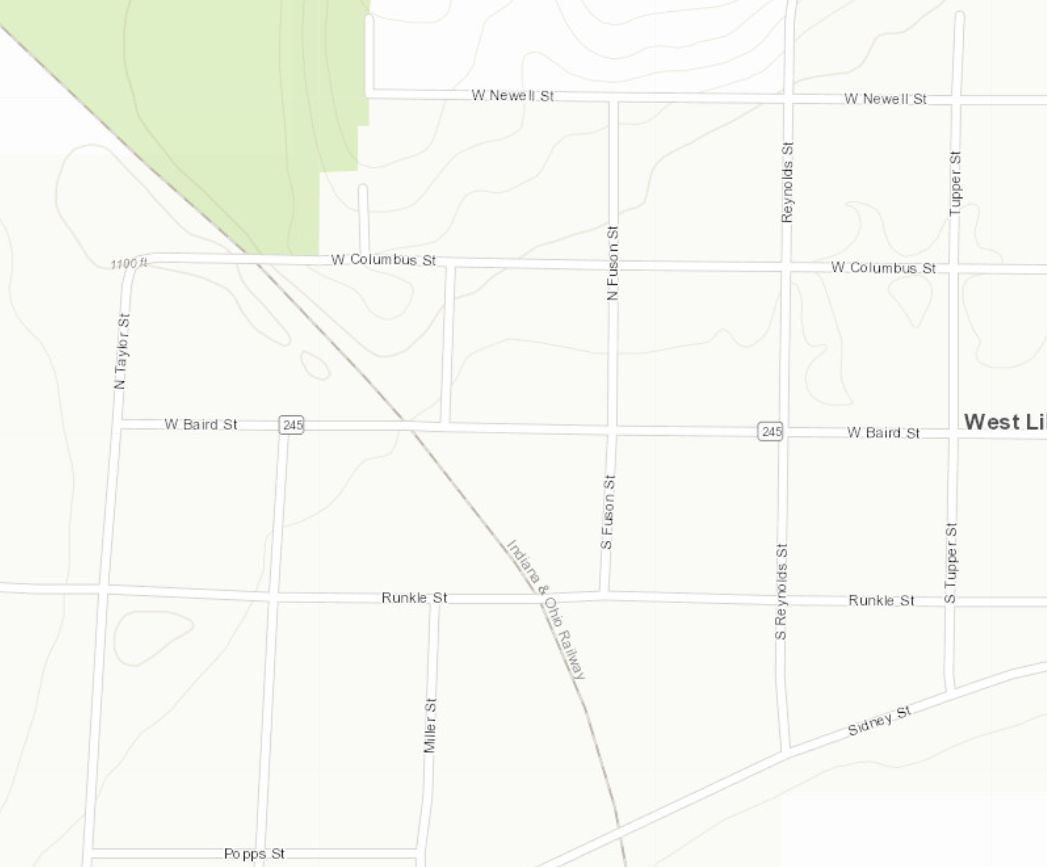 W Newell St
W Newell St
Reynolds St
Tupper St
N Fuson St
1100 ft
W Columbus St
W Columbus St
N Taylor St
W Baird St
245
245
W Baird St
West Li
S Fuson St
Indiana & Ohio Railway
S Reynolds St
S Tupper St
Runkle St
Runkle St
Miller St
Sidney St
Popps St